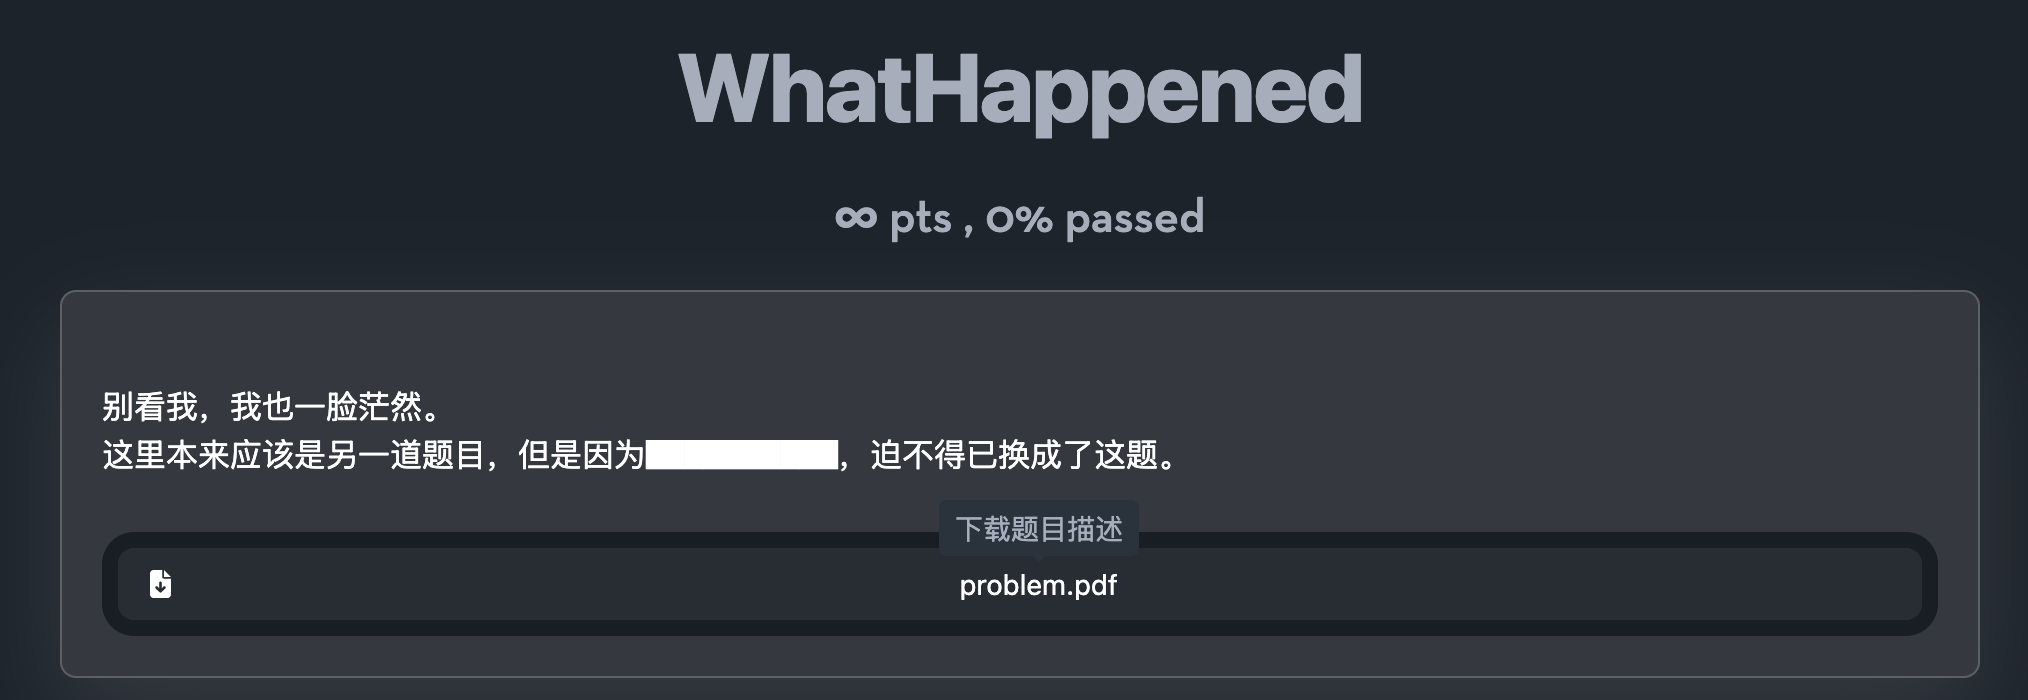 WhatHappened
∞ pts , 0% passed
别看我，我也一脸茫然。
这里本来应该是另一道题目，但是因为██████，迫不得已换成了这题。
下载题目描述
problem.pdf